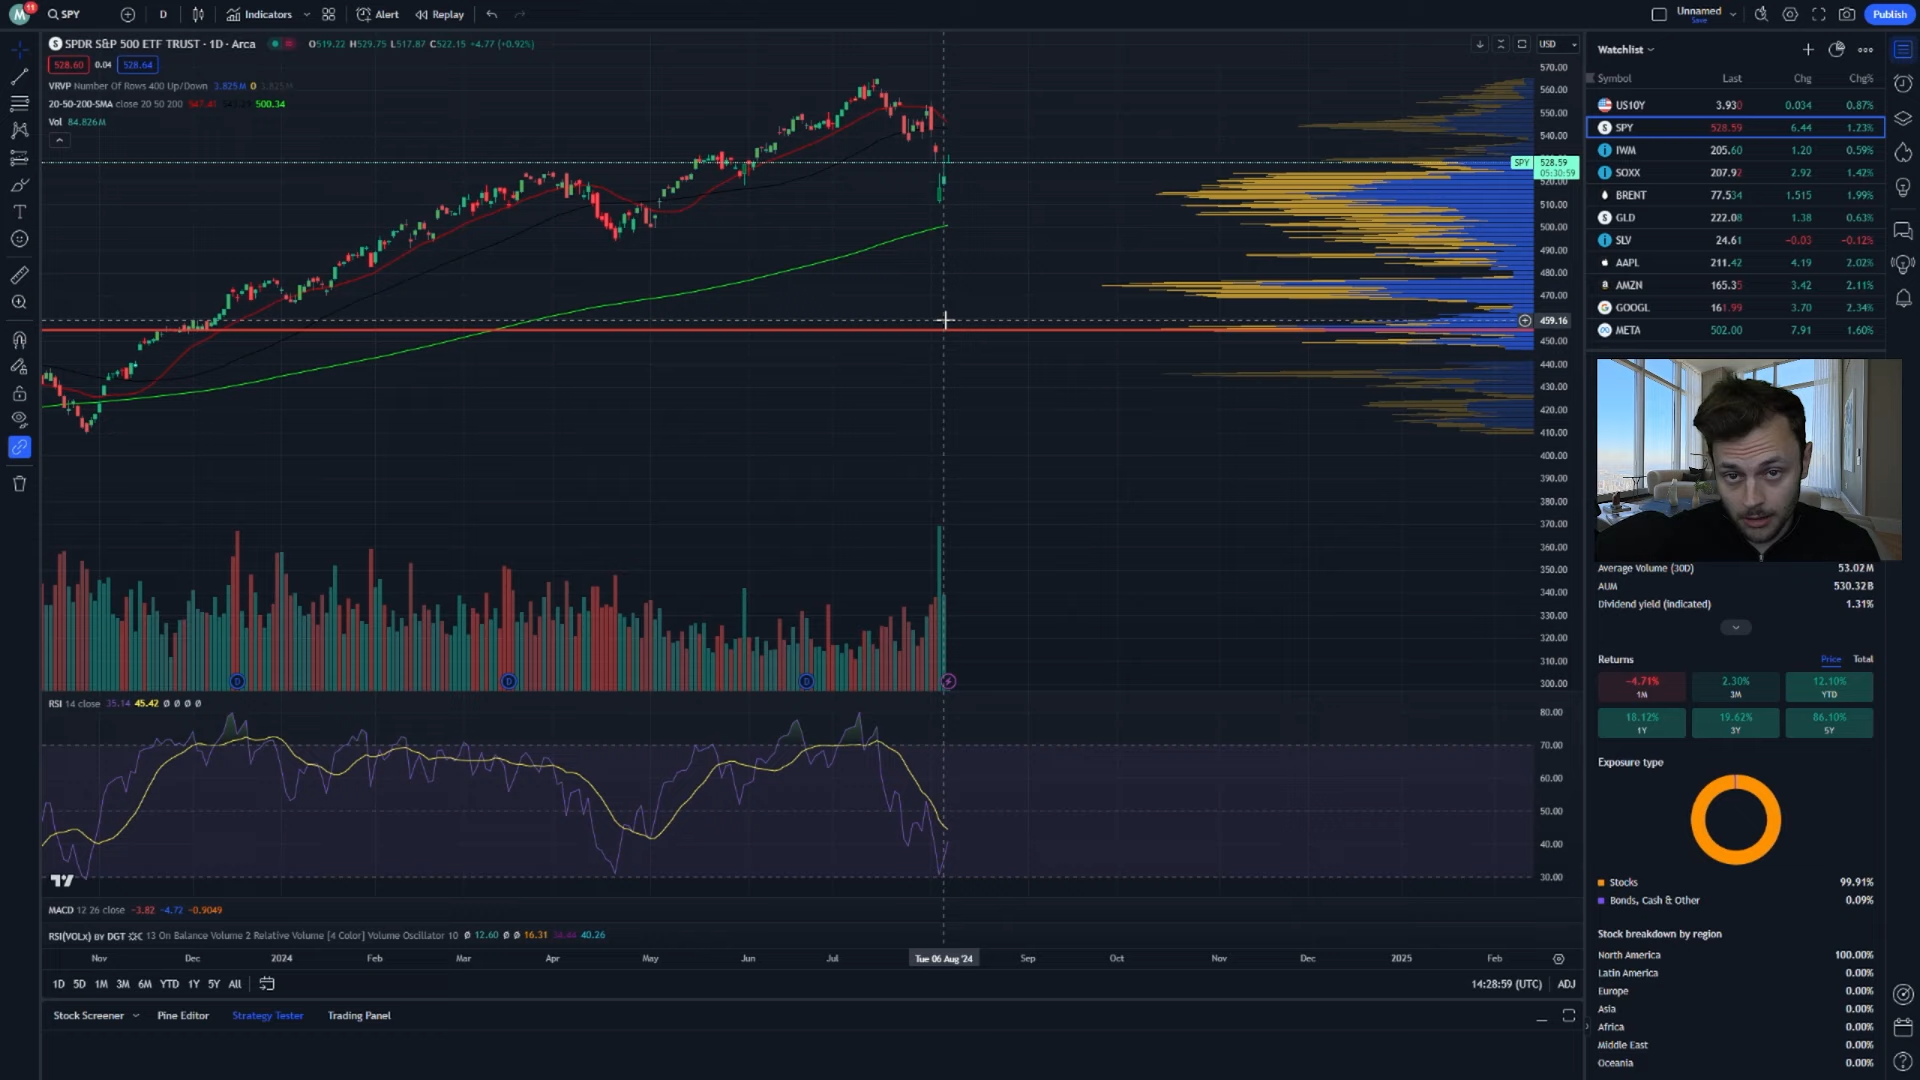 M 11 SPY D Indicators Alert Replay Unnamed Save Publish
SPDR S&P 500 ETF TRUST · 1D · Arca O519.22 H529.75 L517.87 C522.15 +4.77 (+0.92%) USD
528.60 0.04 528.64
VRVP Number Of Rows 400 Up/Down 3.825M 0 3.825M
20-50-200-SMA close 20 50 200 500.34
Vol 84.826M
570.00
560.00
550.00
540.00
SPY 528.59
05:30:59
520.00
510.00
500.00
490.00
480.00
470.00
459.16
450.00
440.00
430.00
420.00
410.00
400.00
390.00
380.00
370.00
360.00
350.00
340.00
330.00
320.00
310.00
300.00
D D D
RSI 14 close 35.14 45.42 Ø Ø Ø Ø
80.00
70.00
60.00
50.00
40.00
30.00
MACD 12 26 close −3.82 −4.72 −0.9049
RSI(VOLx) BY DGT 13 On Balance Volume 2 Relative Volume [4 Color] Volume Oscillator 10 Ø 12.60 Ø Ø 16.31 40.26
Nov Dec 2024 Feb Mar Apr May Jun Jul Tue 06 Aug '24 Sep Oct Nov Dec 2025 Feb
1D 5D 1M 3M 6M YTD 1Y 5Y All 14:28:59 (UTC) ADJ
Stock Screener Pine Editor Strategy Tester Trading Panel
Watchlist
Symbol Last Chg Chg%
US10Y 3.930 0.034 0.87%
SPY 528.59 6.44 1.23%
IWM 205.60 1.20 0.59%
SOXX 207.92 2.92 1.42%
BRENT 77.534 1.515 1.99%
GLD 222.08 1.38 0.63%
SLV 24.61 −0.03 −0.12%
AAPL 211.42 4.19 2.02%
AMZN 165.35 3.42 2.11%
GOOGL 161.99 3.70 2.34%
META 502.00 7.91 1.60%
Average Volume (30D) 53.02M
AUM 530.32B
Dividend yield (indicated) 1.31%
Returns Price Total
−4.71% 2.30% 12.10%
1M 3M YTD
18.12% 19.62% 86.10%
1Y 3Y 5Y
Exposure type
Stocks 99.91%
Bonds, Cash & Other 0.09%
Stock breakdown by region
North America 100.00%
Latin America 0.00%
Europe 0.00%
Asia 0.00%
Africa 0.00%
Middle East 0.00%
Oceania 0.00%